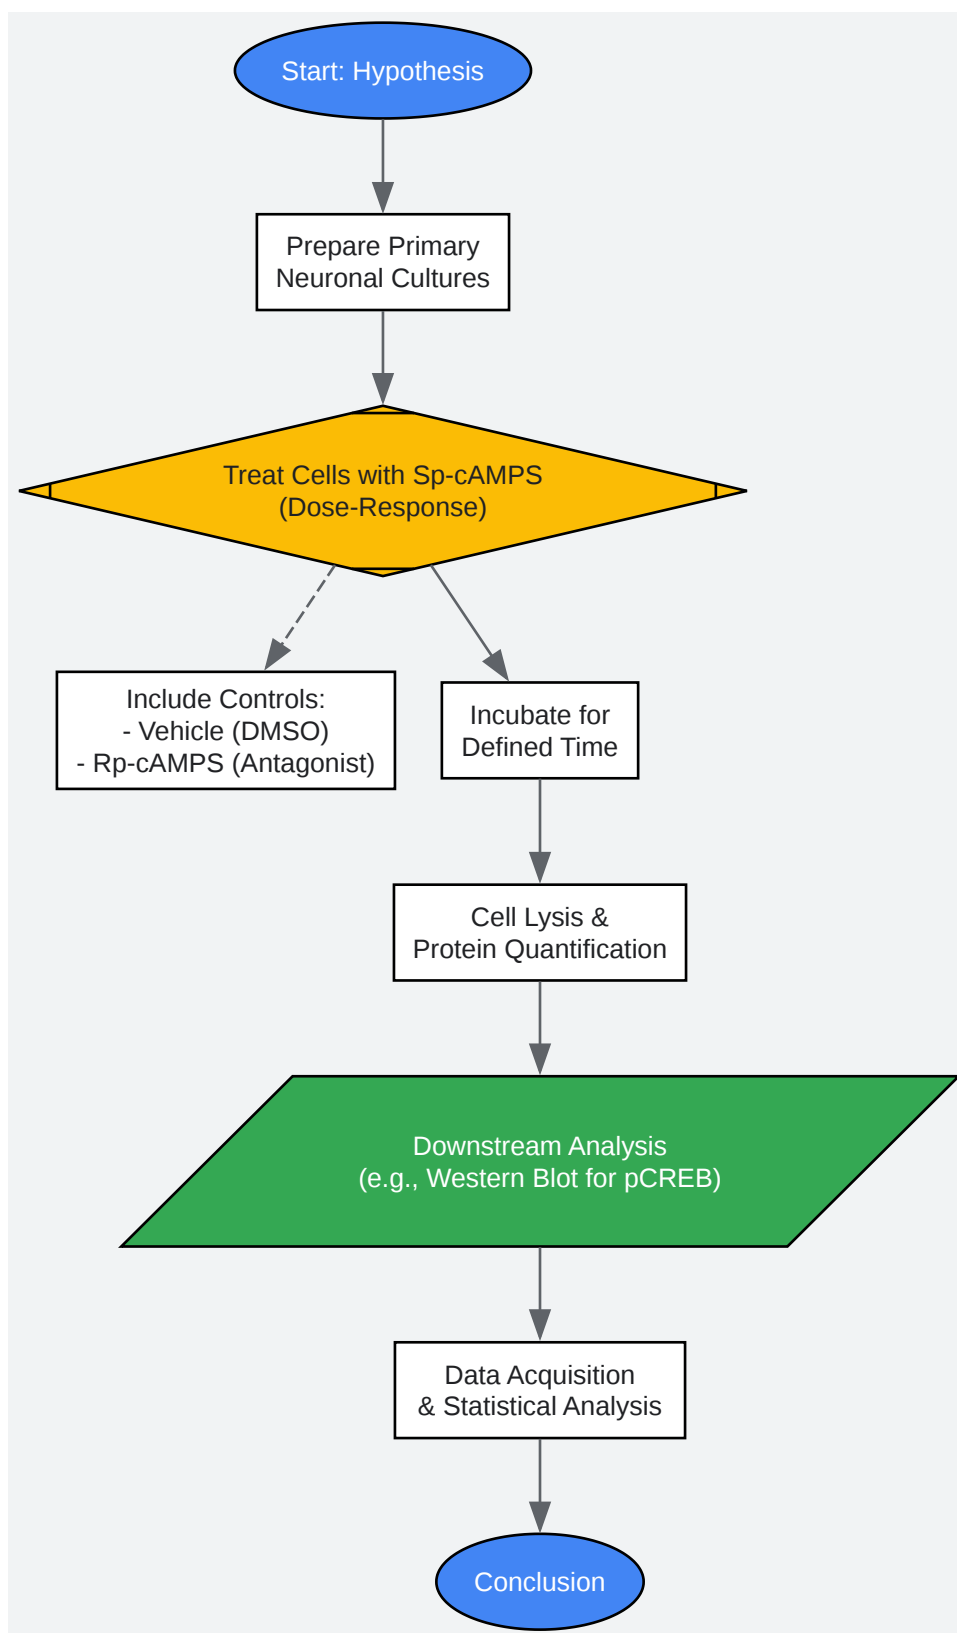 Start: Hypothesis
Prepare Primary
Neuronal Cultures
Treat Cells with Sp-cAMPS
(Dose-Response)
Include Controls:
- Vehicle (DMSO)
- Rp-cAMPS (Antagonist)
Incubate for
Defined Time
Cell Lysis &
Protein Quantification
Downstream Analysis
(e.g., Western Blot for pCREB)
Data Acquisition
& Statistical Analysis
Conclusion